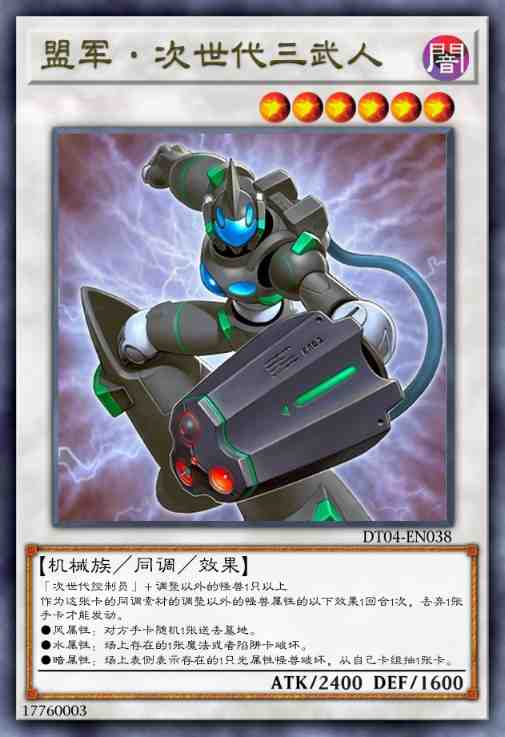 盟军·次世代三武人
闇
DT04-EN038
【机械族／同调／效果】
「次世代控制员」＋调整以外的怪兽1只以上
作为这张卡的同调素材的调整以外的怪兽属性的以下效果1回合1次，丢弃1张
手卡才能发动。
●风属性：对方手卡随机1张送去墓地。
●水属性：场上存在的1张魔法或者陷阱卡破坏。
●暗属性：场上表侧表示存在的1只光属性怪兽破坏，从自己卡组抽1张卡。
ATK/2400 DEF/1600
17760003